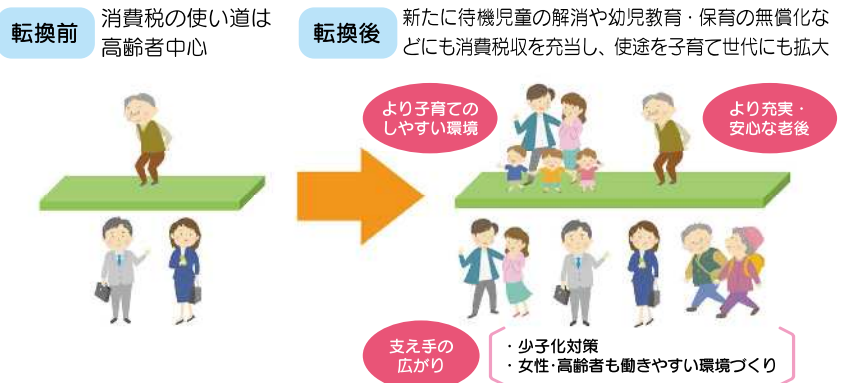 転換前
消費税の使い道は
高齢者中心
転換後
新たに待機児童の解消や幼児教育・保育の無償化な
どにも消費税収を充当し、使途を子育て世代にも拡大
より子育ての
しやすい環境
より充実・
安心な老後
支え手の
広がり
・少子化対策
・女性・高齢者も働きやすい環境づくり